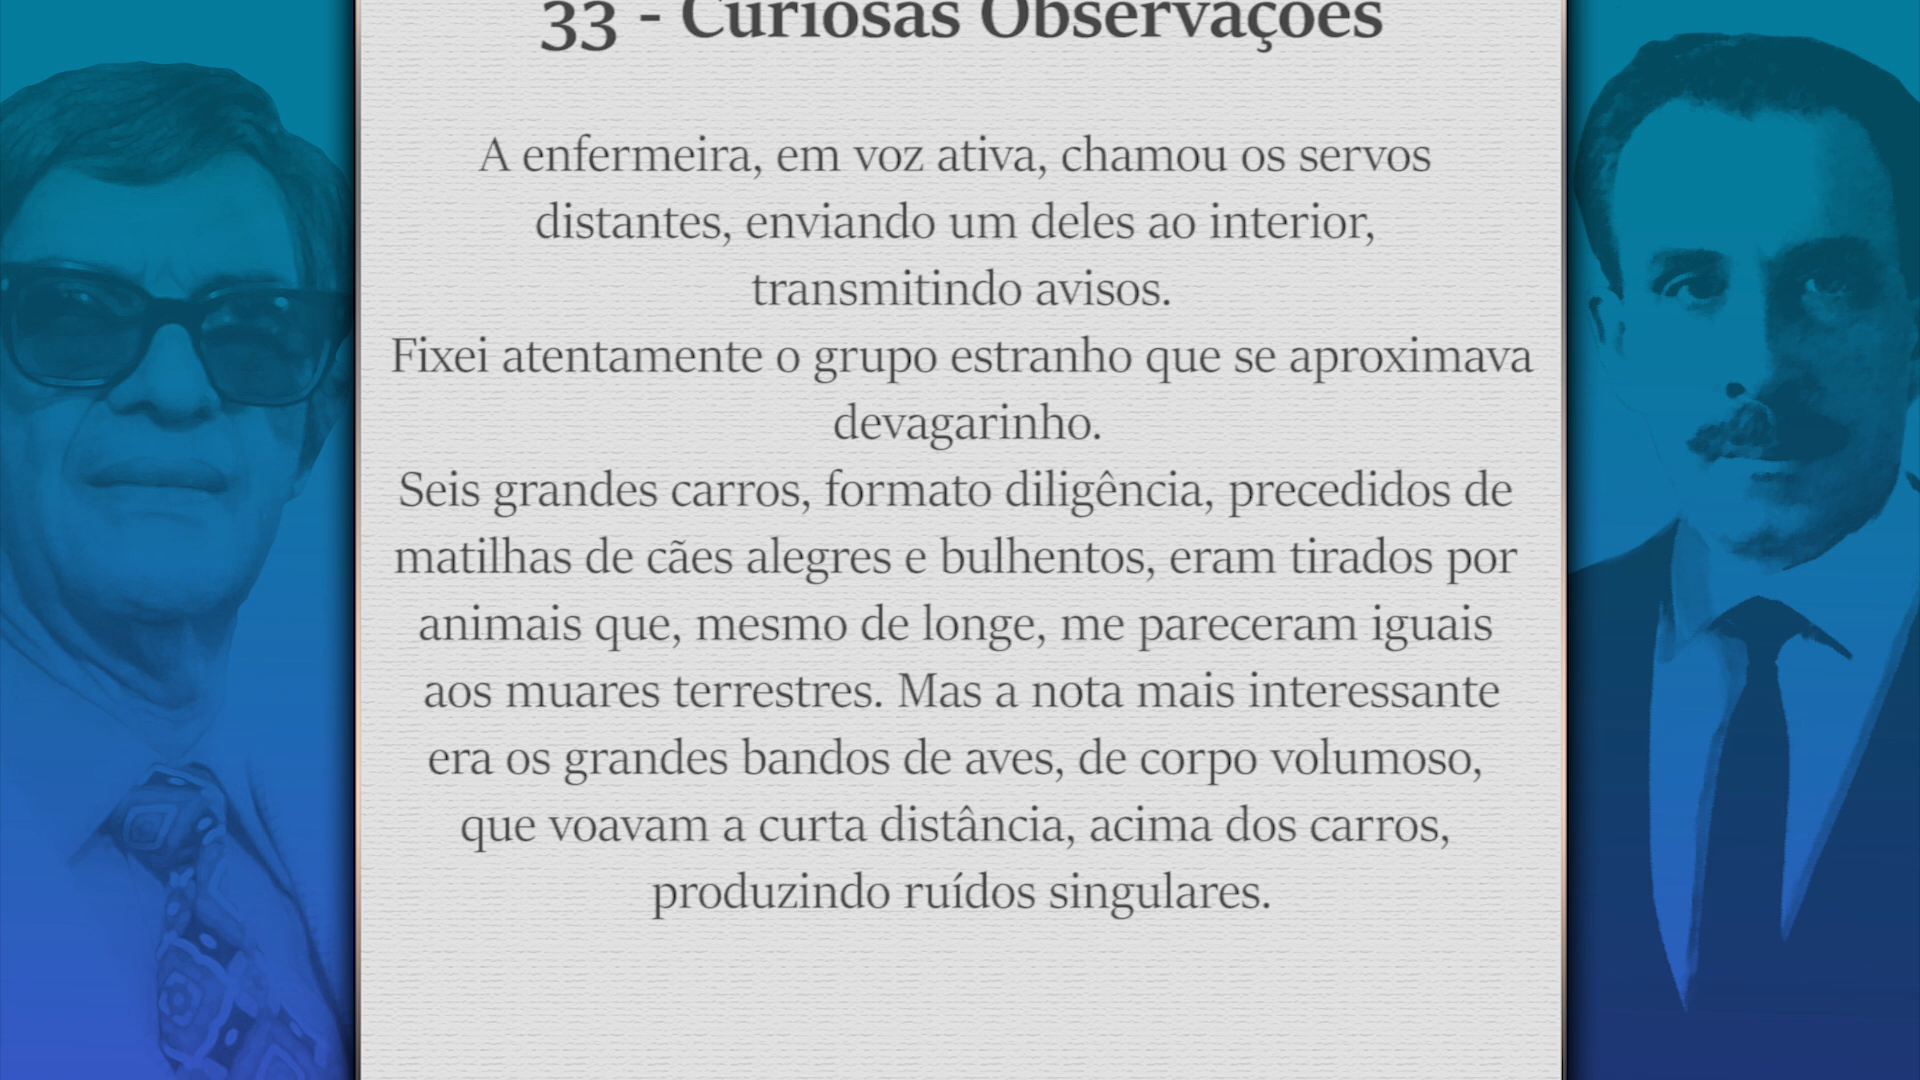 33 - Curiosas Observações
A enfermeira, em voz ativa, chamou os servos
distantes, enviando um deles ao interior,
transmitindo avisos.
Fixei atentamente o grupo estranho que se aproximava
devagarinho.
Seis grandes carros, formato diligência, precedidos de
matilhas de cães alegres e bulhentos, eram tirados por
animais que, mesmo de longe, me pareceram iguais
aos muares terrestres. Mas a nota mais interessante
era os grandes bandos de aves, de corpo volumoso,
que voavam a curta distância, acima dos carros,
produzindo ruídos singulares.